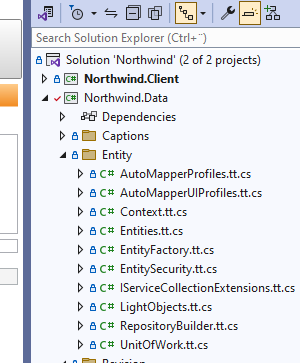 Search Solution Explorer (Ctrl+¨)
Solution 'Northwind' (2 of 2 projects)
C# Northwind.Client
C# Northwind.Data
Dependencies
Captions
Entity
C# AutoMapperProfiles.tt.cs
C# AutoMapperUIProfiles.tt.cs
C# Context.tt.cs
C# Entities.tt.cs
C# EntityFactory.tt.cs
C# EntitySecurity.tt.cs
C# IServiceCollectionExtensions.tt.cs
C# LightObjects.tt.cs
C# RepositoryBuilder.tt.cs
C# UnitOfWork.tt.cs